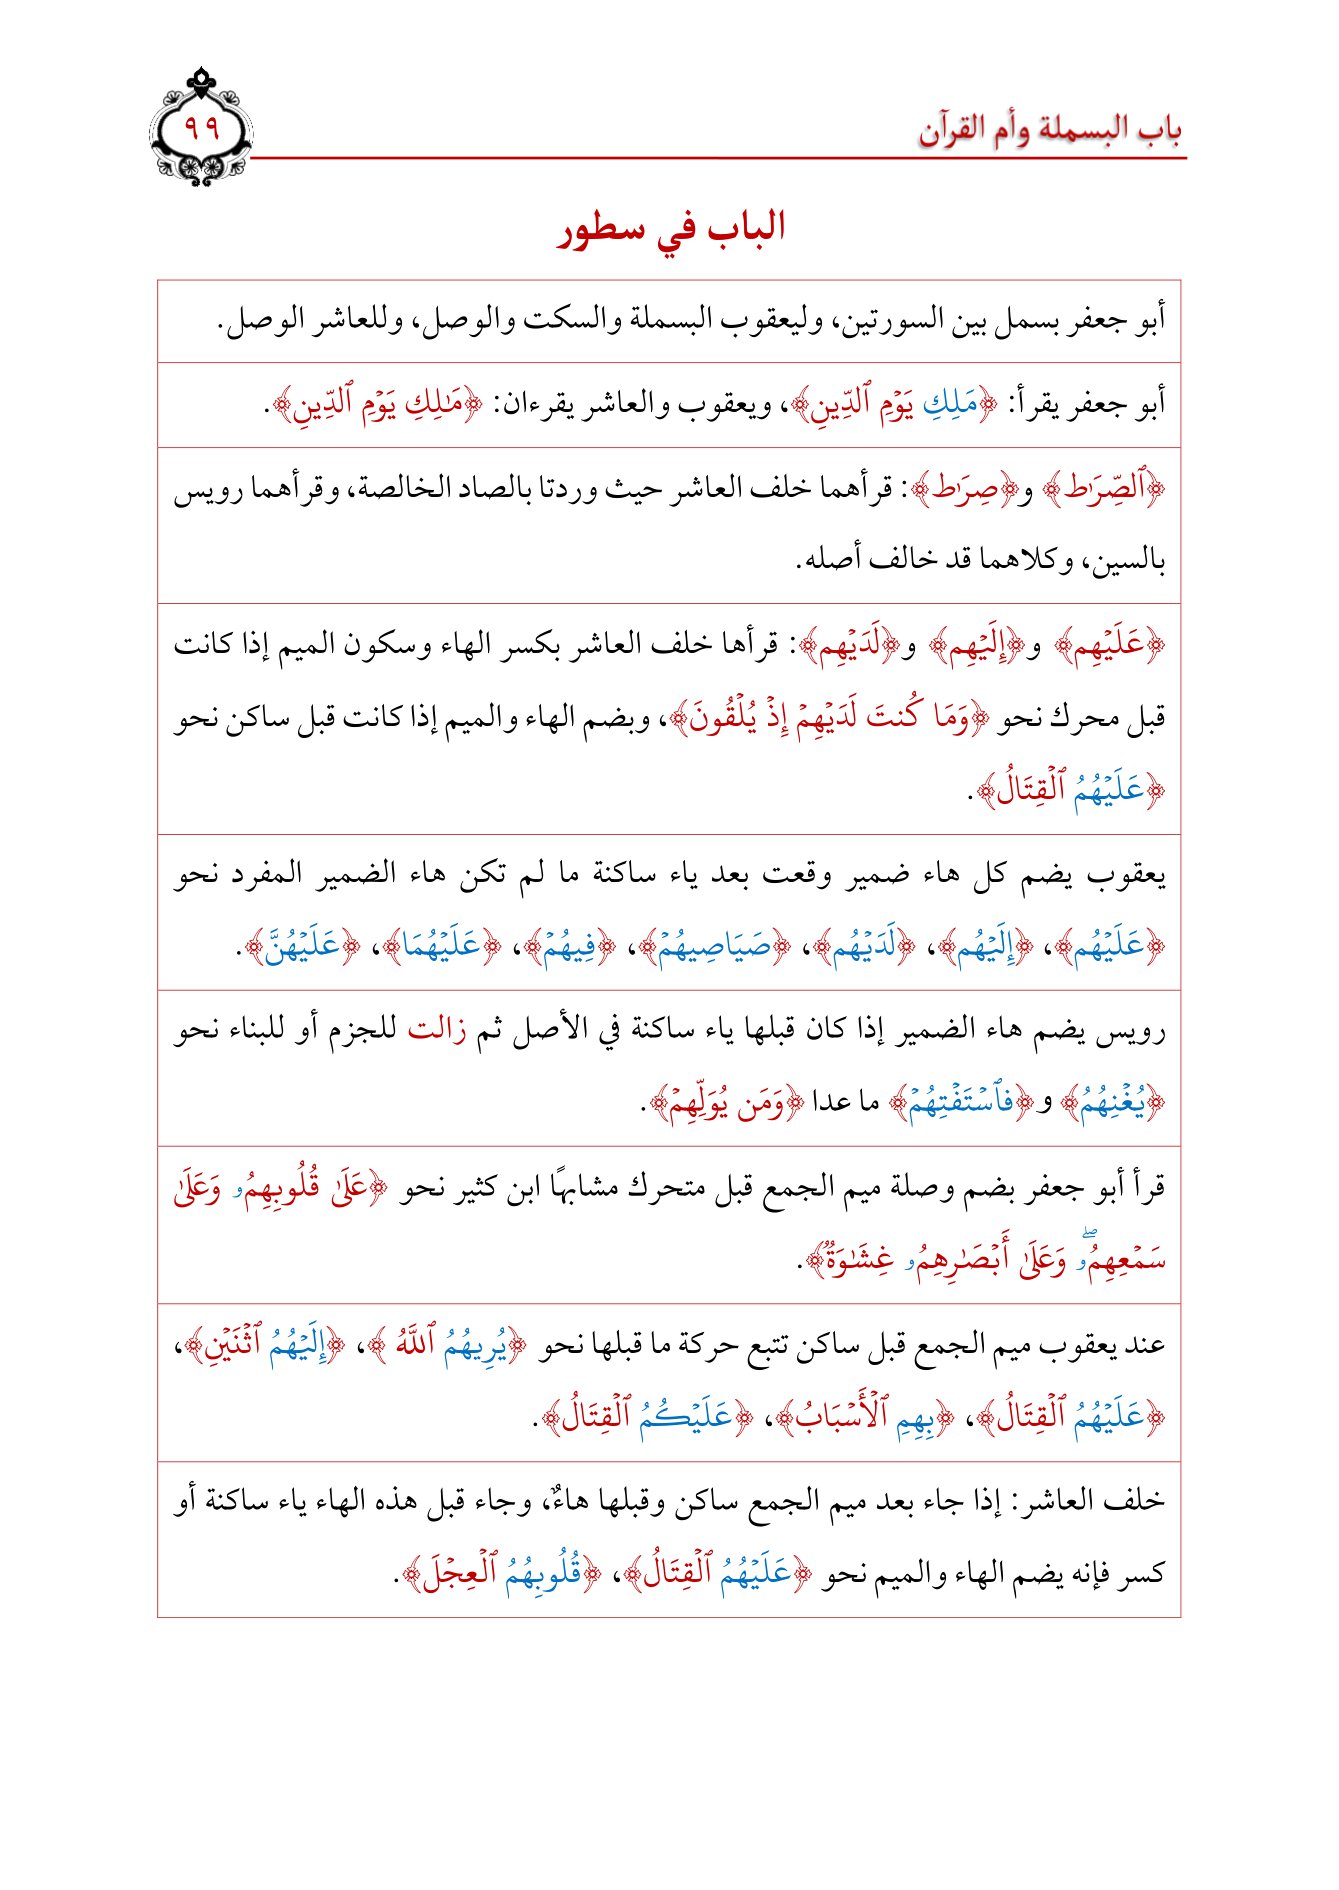 باب البسملة وأم القرآن
٩٩
الباب في سطور
أبو جعفر بسمل بين السورتين، وليعقوب البسملة والسكت والوصل، وللعاشر الوصل.
أبو جعفر يقرأ: ﴿مَلِكِ يَوۡمِ ٱلدِّينِ﴾، ويعقوب والعاشر يقرءان: ﴿مَٰلِكِ يَوۡمِ ٱلدِّينِ﴾.
﴿ٱلصِّرَٰط﴾ و﴿صِرَٰط﴾: قرأهما خلف العاشر حيث وردتا بالصاد الخالصة، وقرأهما رويس
بالسين، وكلاهما قد خالف أصله.
﴿عَلَيۡهِم﴾ و﴿إِلَيۡهِم﴾ و﴿لَدَيۡهِم﴾: قرأها خلف العاشر بكسر الهاء وسكون الميم إذا كانت
قبل محرك نحو ﴿وَمَا كُنتَ لَدَيۡهِمۡ إِذۡ يُلۡقُونَ﴾، وبضم الهاء والميم إذا كانت قبل ساكن نحو
﴿عَلَيۡهُمُ ٱلۡقِتَالُ﴾.
يعقوب يضم كل هاء ضمير وقعت بعد ياء ساكنة ما لم تكن هاء الضمير المفرد نحو
﴿عَلَيۡهُم﴾، ﴿إِلَيۡهُم﴾، ﴿لَدَيۡهُم﴾، ﴿صَيَاصِيهُمۡ﴾، ﴿فِيهُمۡ﴾، ﴿عَلَيۡهُمَا﴾، ﴿عَلَيۡهُنَّ﴾.
رويس يضم هاء الضمير إذا كان قبلها ياء ساكنة في الأصل ثم زالت للجزم أو للبناء نحو
﴿يُغۡنِهُمُ﴾ و﴿فَٱسۡتَفۡتِهُمۡ﴾ ما عدا ﴿وَمَن يُوَلِّهِمۡ﴾.
قرأ أبو جعفر بضم وصلة ميم الجمع قبل متحرك مشابهًا ابن كثير نحو ﴿عَلَىٰ قُلُوبِهِمُۥ وَعَلَىٰ
سَمۡعِهِمُۥۖ وَعَلَىٰٓ أَبۡصَٰرِهِمُۥ غِشَٰوَةٞ﴾.
عند يعقوب ميم الجمع قبل ساكن تتبع حركة ما قبلها نحو ﴿يُرِيهُمُ ٱللَّهُ ﴾، ﴿إِلَيۡهُمُ ٱثۡنَيۡنِ﴾،
﴿عَلَيۡهُمُ ٱلۡقِتَالُ﴾، ﴿بِهِمِ ٱلۡأَسۡبَابُ﴾، ﴿عَلَيۡكُمُ ٱلۡقِتَالُ﴾.
خلف العاشر: إذا جاء بعد ميم الجمع ساكن وقبلها هاءٌ، وجاء قبل هذه الهاء ياء ساكنة أو
كسر فإنه يضم الهاء والميم نحو ﴿عَلَيۡهُمُ ٱلۡقِتَالُ﴾، ﴿قُلُوبِهُمُ ٱلۡعِجۡلَ﴾.